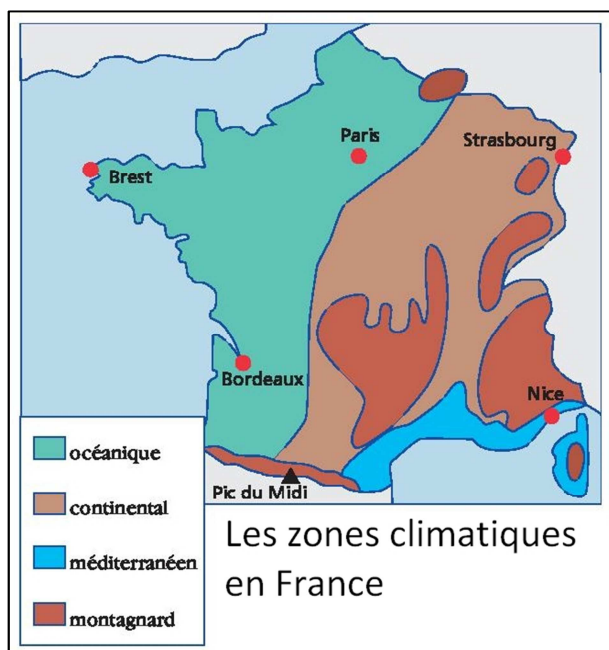 Paris
Strasbourg
Brest
Bordeaux
Nice
Pic du Midi
océanique
continental
méditerranéen
montagnard
Les zones climatiques
en France